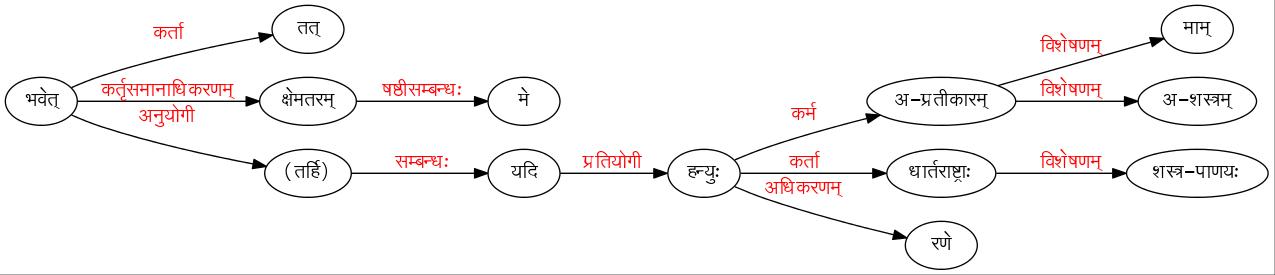 कर्ता
तत्
माम्
विशेषणम्
भवेत्
कर्तृसमानाधिकरणम्
क्षेमतरम्
षष्ठीसम्बन्धः
मे
अ-प्रतीकारम्
विशेषणम्
अ-शस्त्रम्
अनुयोगी
कर्म
(तर्हि)
सम्बन्धः
यदि
प्रतियोगी
हन्युः
कर्ता
धार्तराष्ट्राः
विशेषणम्
शस्त्र-पाणयः
अधिकरणम्
रणे